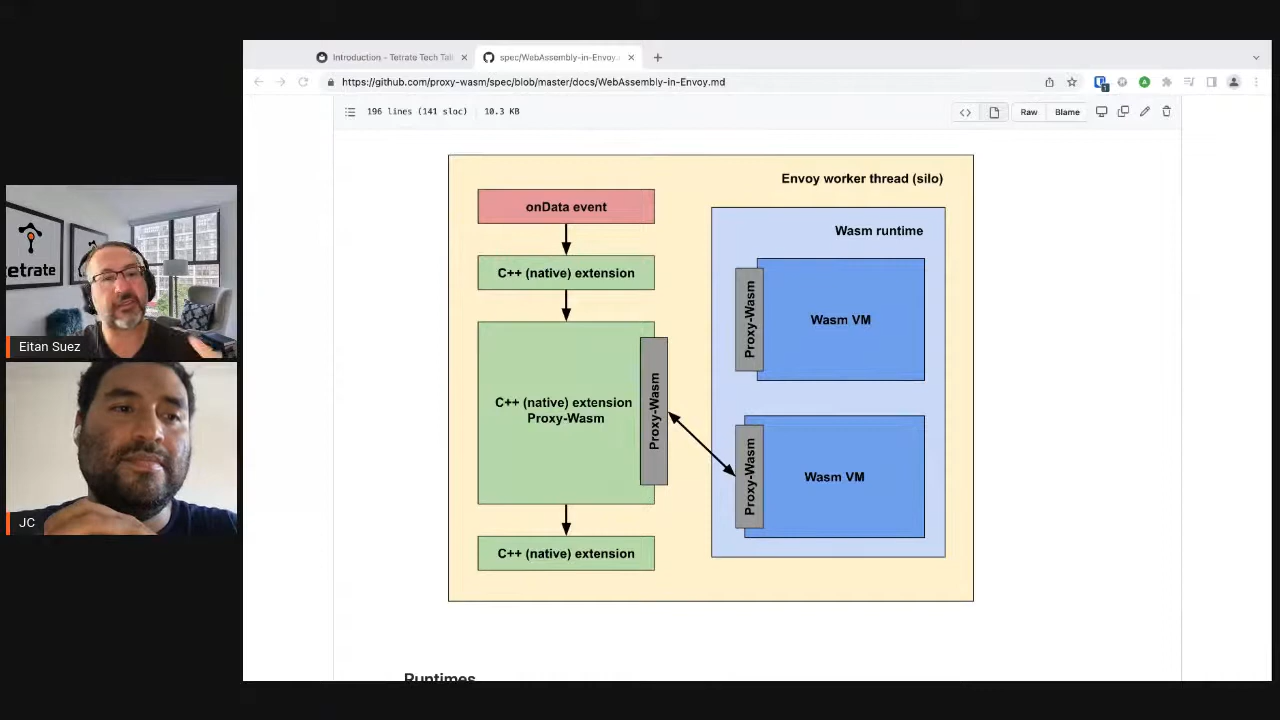 Introduction - Tetrate Tech Tal
spec/WebAssembly-in-Envoy.
https://github.com/proxy-wasm/spec/blob/master/docs/WebAssembly-in-Envoy.md
196 lines (141 sloc) 10.3 KB
Raw
Blame
Envoy worker thread (silo)
onData event
Wasm runtime
C++ (native) extension
Proxy-Wasm
Wasm VM
C++ (native) extension
Proxy-Wasm
Proxy-Wasm
Proxy-Wasm
Wasm VM
C++ (native) extension
Runtimes
tetrate
Eitan Suez
JC